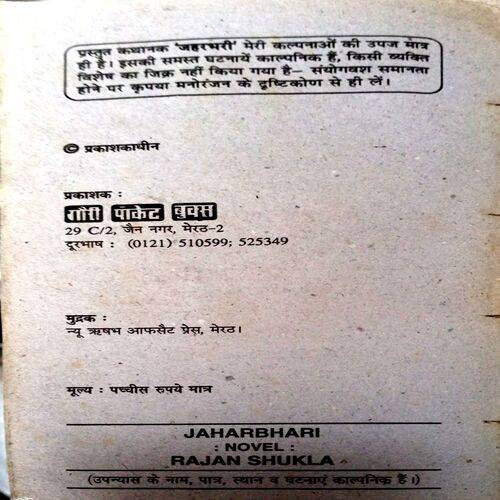 प्रस्तुत कथानक 'जहरभरी' मेरी कल्पनाओं की उपज मात्र
ही है। इसकी समस्त घटनायें काल्पनिक हैं, किसी व्यक्ति
विशेष का जिक्र नहीं किया गया है— संयोगवश समानता
होने पर कृपया मनोरंजन के दृष्टिकोण से ही लें।
© प्रकाशकाधीन
प्रकाशक :
गौरी पॉकेट बुक्स
29 C/2, जैन नगर, मेरठ-2
दूरभाष : (0121) 510599; 525349
मुद्रक :
न्यू ऋषभ आफसैट प्रेस, मेरठ।
मूल्य : पच्चीस रुपये मात्र
JAHARBHARI
: NOVEL :
RAJAN SHUKLA
(उपन्यास के नाम, पात्र, स्थान व घटनाएं काल्पनिक हैं।)